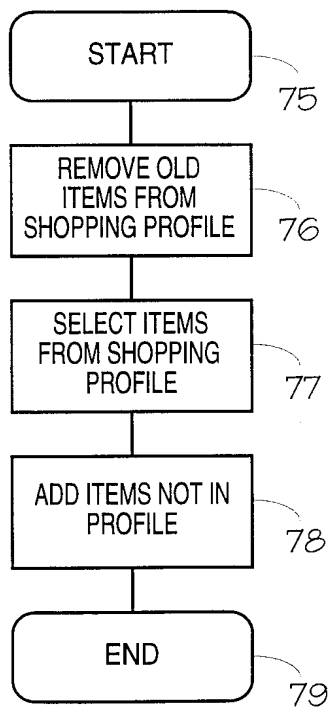 START
75
REMOVE OLD
ITEMS FROM
SHOPPING PROFILE
76
SELECT ITEMS
FROM SHOPPING
PROFILE
77
ADD ITEMS NOT IN
PROFILE
78
END
79